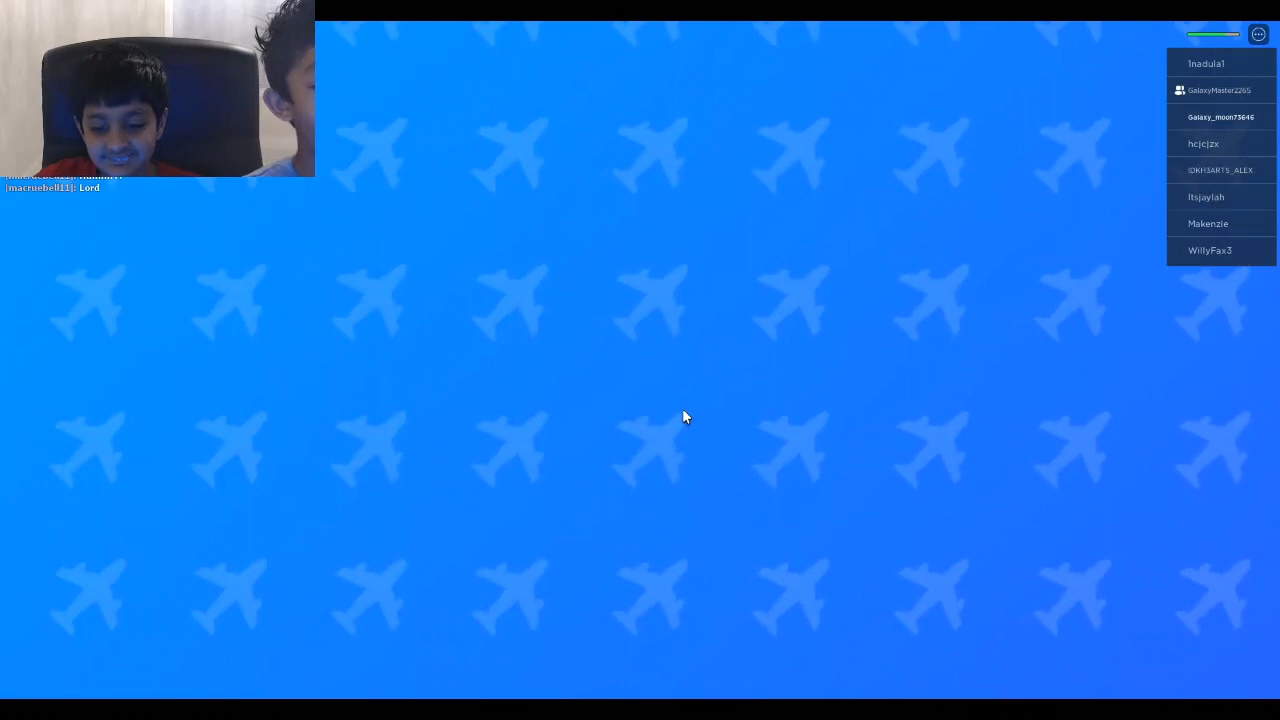 [macruebell11]: Lord
1nadula1
GalaxyMaster2265
Galaxy_moon73646
hcjcjzx
IDKH3ARTS_ALEX
Itsjaylah
Makenzie
WillyFax3